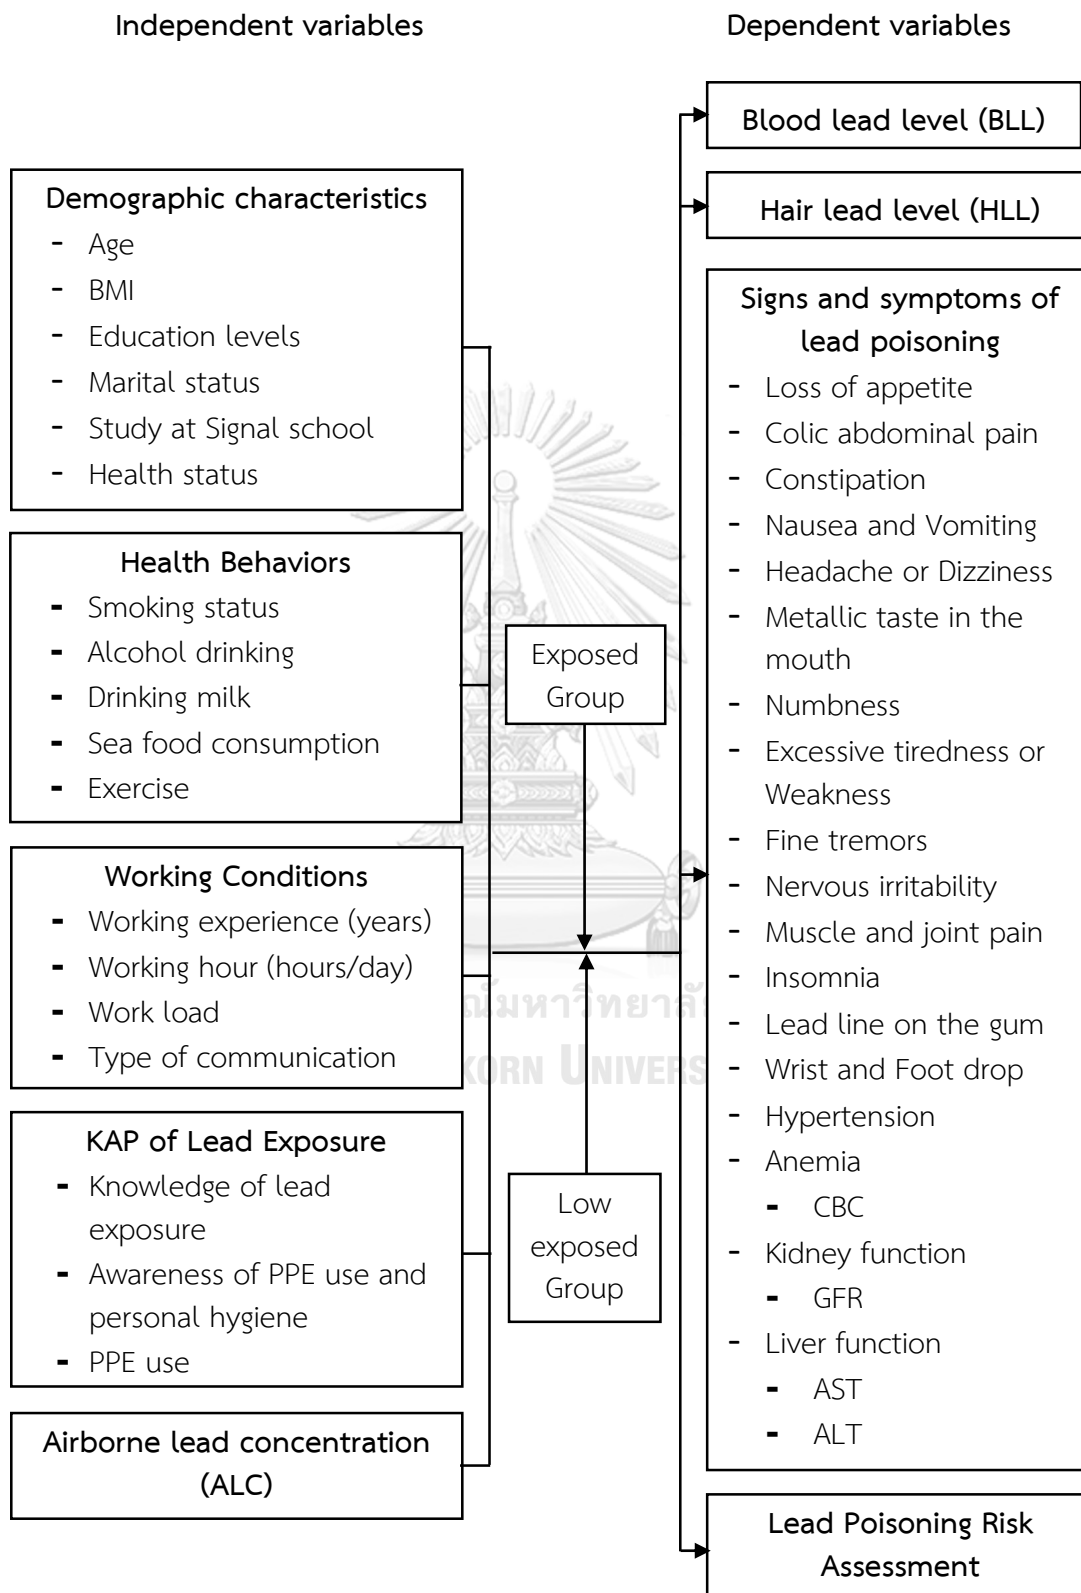 Independent variables
Dependent variables
Demographic characteristics
- Age
- BMI
- Education levels
- Marital status
- Study at Signal school
- Health status
Health Behaviors
- Smoking status
- Alcohol drinking
- Drinking milk
- Sea food consumption
- Exercise
Working Conditions
- Working experience (years)
- Working hour (hours/day)
- Work load
- Type of communication
KAP of Lead Exposure
- Knowledge of lead
exposure
- Awareness of PPE use and
personal hygiene
- PPE use
Airborne lead concentration
(ALC)
Exposed
Group
Low
exposed
Group
Blood lead level (BLL)
Hair lead level (HLL)
Signs and symptoms of
lead poisoning
- Loss of appetite
- Colic abdominal pain
- Constipation
- Nausea and Vomiting
- Headache or Dizziness
- Metallic taste in the
mouth
- Numbness
- Excessive tiredness or
Weakness
- Fine tremors
- Nervous irritability
- Muscle and joint pain
- Insomnia
- Lead line on the gum
- Wrist and Foot drop
- Hypertension
- Anemia
- CBC
- Kidney function
- GFR
- Liver function
- AST
- ALT
Lead Poisoning Risk
Assessment